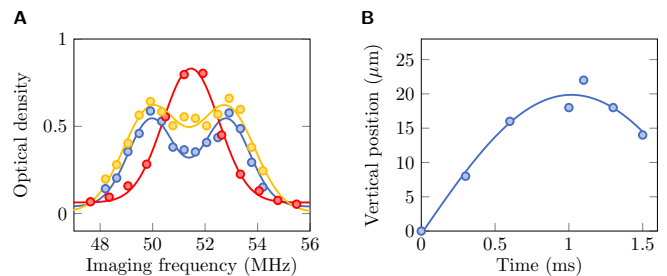 A
B
Optical density
1
0.5
0
48 50 52 54 56
Imaging frequency (MHz)
Vertical position (μm)
25
20
15
10
5
0
0 0.5 1 1.5
Time (ms)